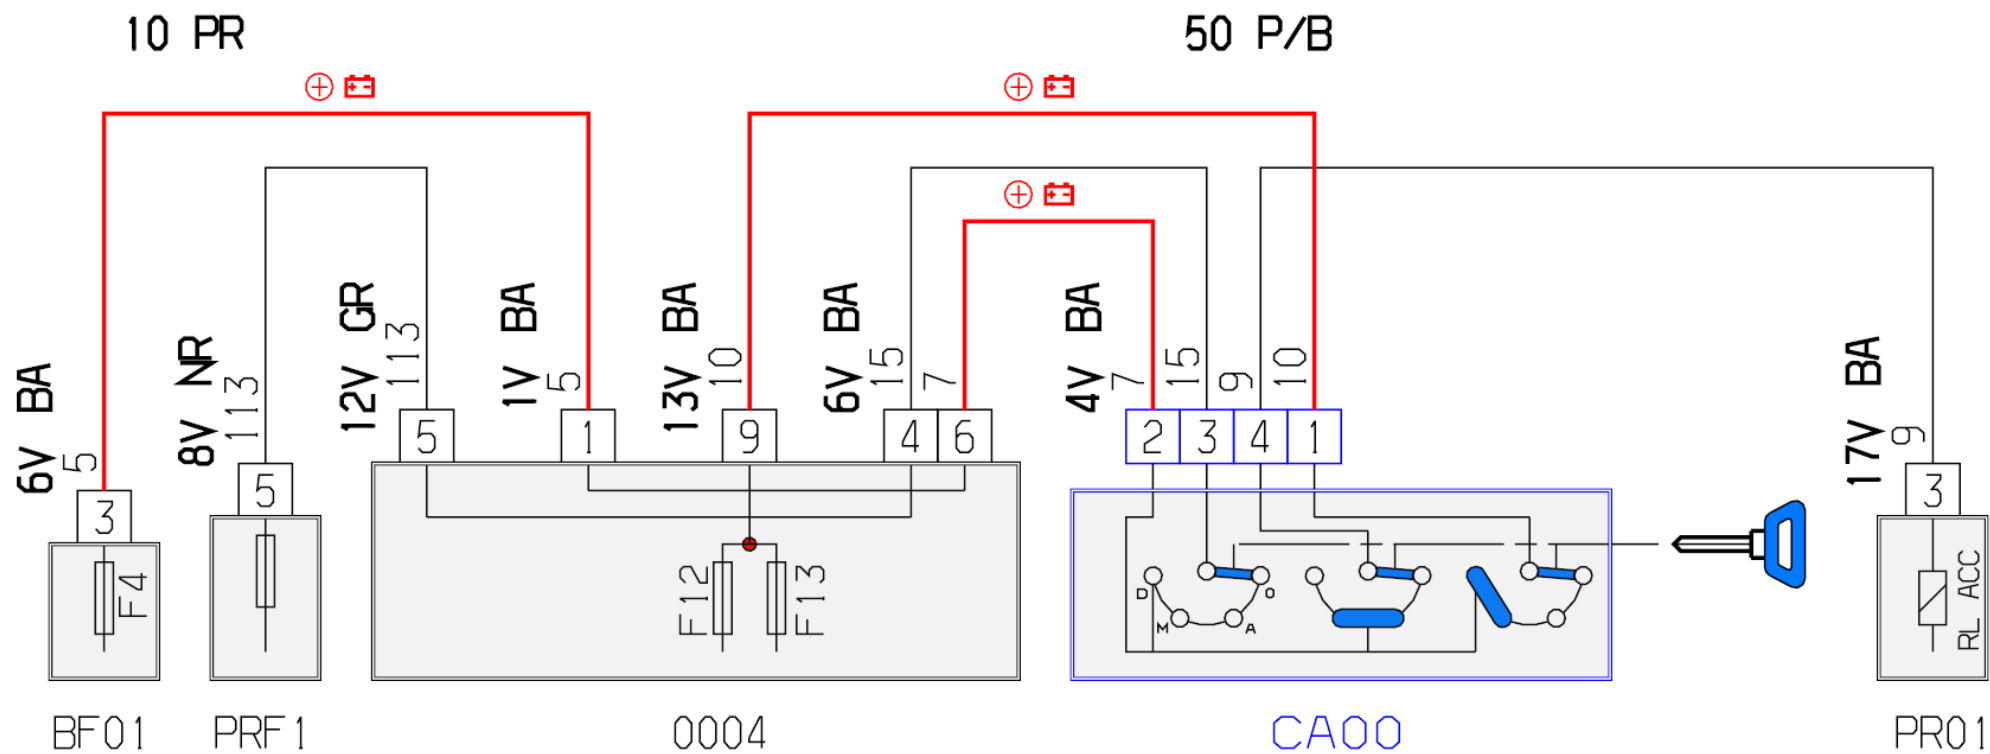 10 PR
50 P/B
6V BA
5
3
F4
BF01
8V NR
113
5
PRF1
12V GR
113
5
1V BA
5
1
13V BA
10
9
6V BA
15
4
7
6
F12
F13
0004
4V BA
7
2
15
3
9
4
10
1
D
M
A
O
CA00
17V BA
9
3
RL ACC
PR01